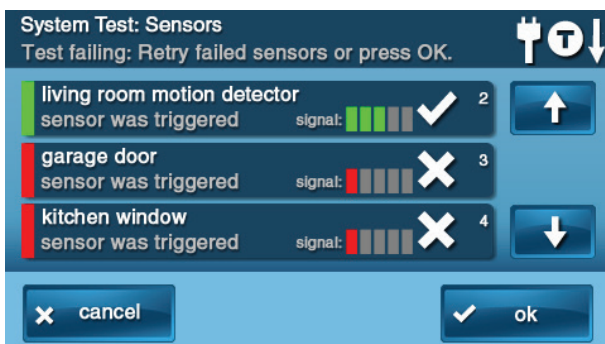 System Test: Sensors
Test failing: Retry failed sensors or press OK.
T
living room motion detector
2
sensor was triggered signal:
garage door
3
sensor was triggered signal:
kitchen window
4
sensor was triggered signal:
cancel
ok